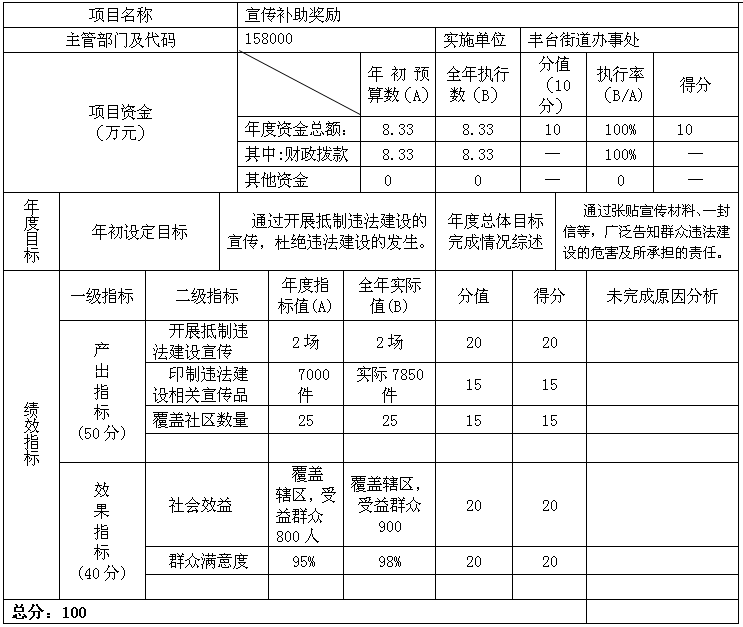 项目名称 宣传补助奖励
主管部门及代码 158000 实施单位 丰台街道办事处
项目资金
（万元）
年初预
算数（A）
全年执行
数（B）
分值
（10
分）
执行率
（B/A)
得分
年度资金总额： 8.33 8.33 10 100% 10
其中:财政拨款 8.33 8.33 — 100% —
其他资金 0 0 — 0 —
年度目标
年初设定目标
通过开展抵制违法建设的
宣传，杜绝违法建设的发生。
年度总体目标
完成情况综述
通过张贴宣传材料、一封
信等，广泛告知群众违法建
设的危害及所承担的责任。
绩效指标
一级指标 二级指标
年度指
标值(A)
全年实际
值(B)
分值 得分 未完成原因分析
产
出
指
标
(50分)
开展抵制违
法建设宣传
2场 2场 20 20
印制违法建
设相关宣传品
7000
件
实际7850
件
15 15
覆盖社区数量 25 25 15 15
效
果
指
标
(40分)
社会效益
覆盖
辖区，受
益群众
800人
覆盖辖区，
受益群众
900
20 20
群众满意度 95% 98% 20 20
总分：100